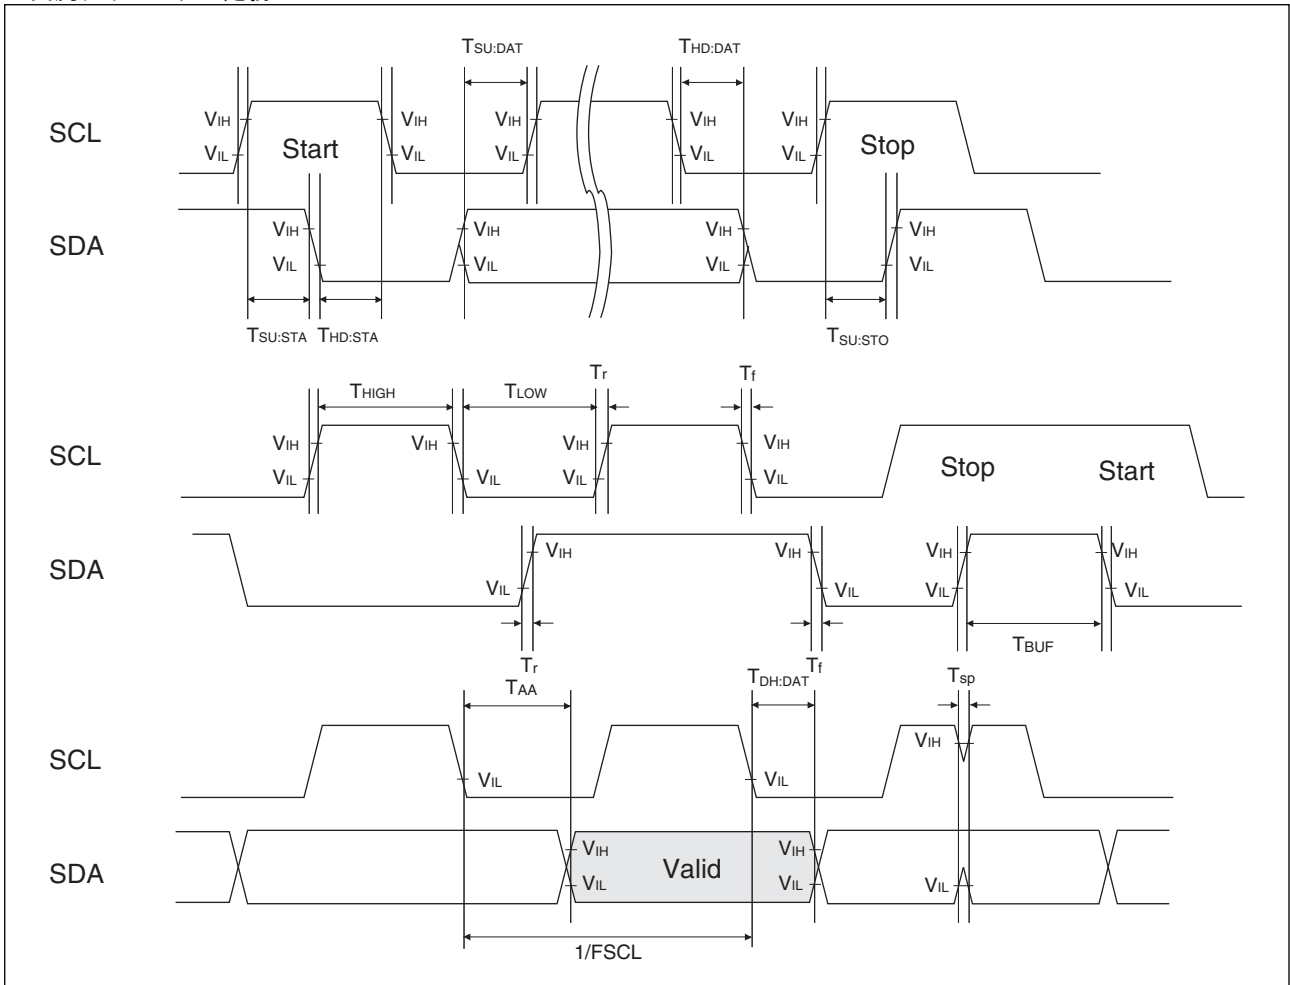 TSU:DAT THD:DAT
SCL VIH VIL Start VIH VIL VIH VIL VIH VIL VIH VIL Stop
SDA VIH VIL VIH VIL VIH VIL VIH VIL
TSU:STA THD:STA TSU:STO
THIGH TLOW Tr Tf
SCL VIH VIL VIH VIL VIH VIL VIH VIL Stop Start
SDA VIL VIH VIH VIL VIH VIL VIH VIL
Tr Tf TBUF
TAA TDH:DAT Tsp
SCL VIL VIL VIH
SDA VIH VIL Valid VIH VIL VIL
1/FSCL